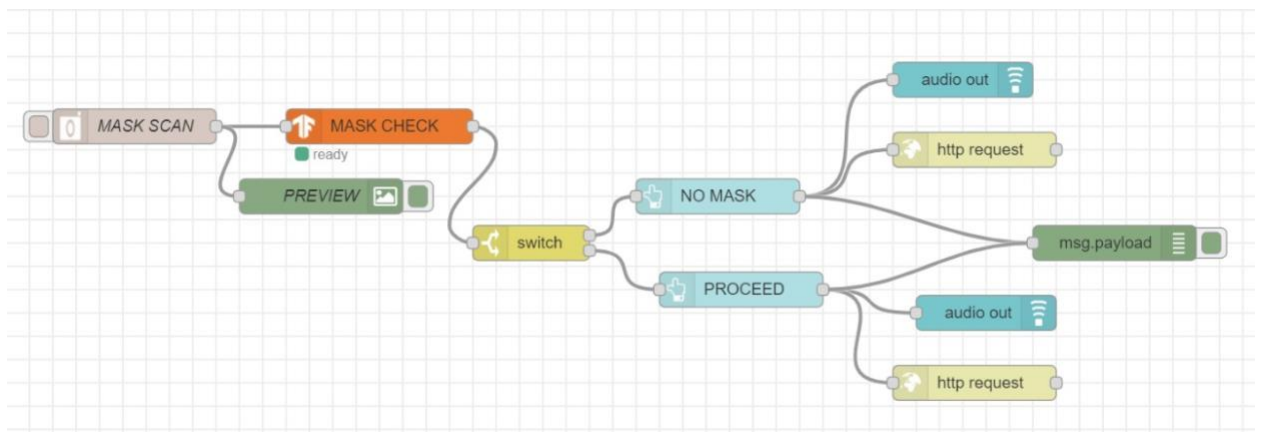 audio out
MASK SCAN
MASK CHECK
http request
ready
PREVIEW
NO MASK
switch
msg.payload
PROCEED
audio out
http request